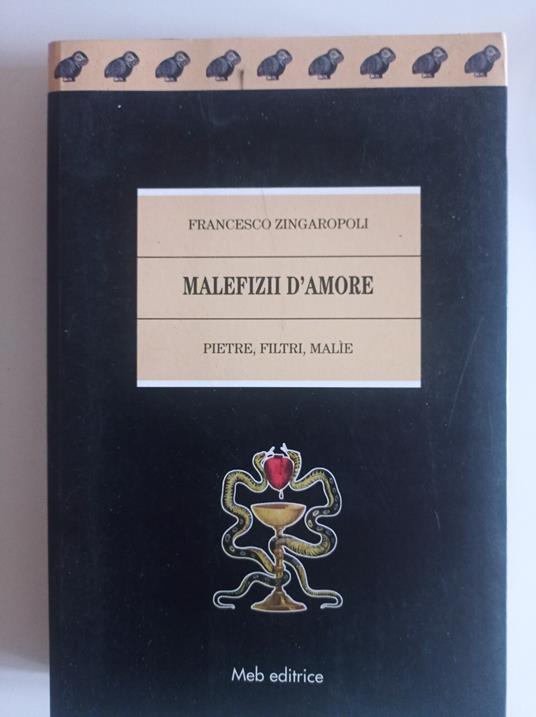 FRANCESCO ZINGAROPOLI
MALEFIZII D'AMORE
PIETRE, FILTRI, MALÌE
Meb editrice